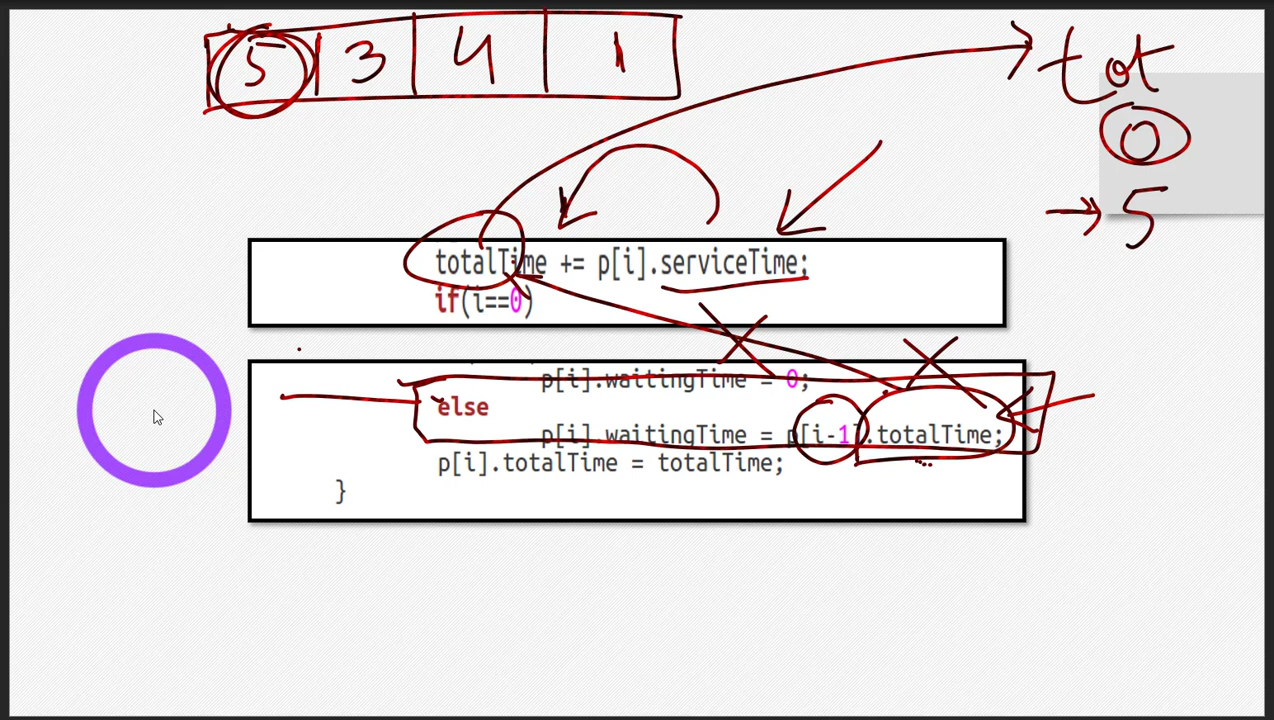 5 3 4 1
tot
0
5
totalTime += p[i].serviceTime;
if(i==0)
p[i].waitingTime = 0;
else
p[i].waitingTime = p[i-1].totalTime;
p[i].totalTime = totalTime;
}